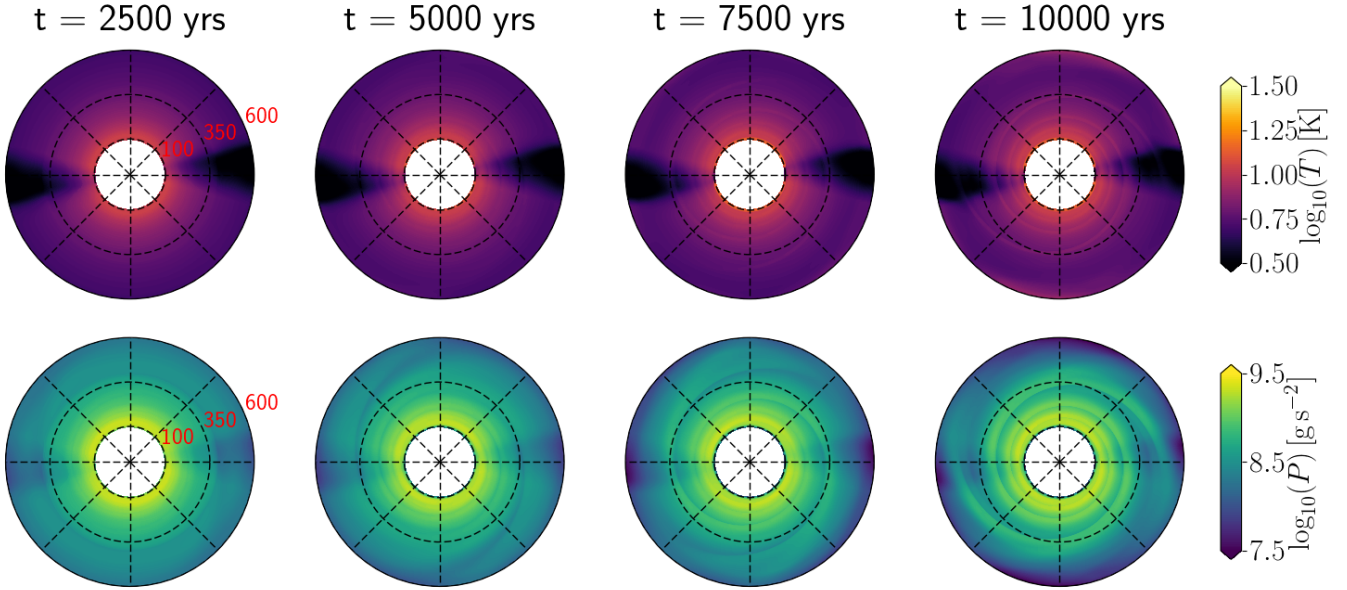 t = 2500 yrs
t = 5000 yrs
t = 7500 yrs
t = 10000 yrs
600
350
100
1.50
1.25
1.00
0.75
0.50
log₁₀(T) [K]
600
350
100
9.5
8.5
7.5
log₁₀(P) [g s⁻²]